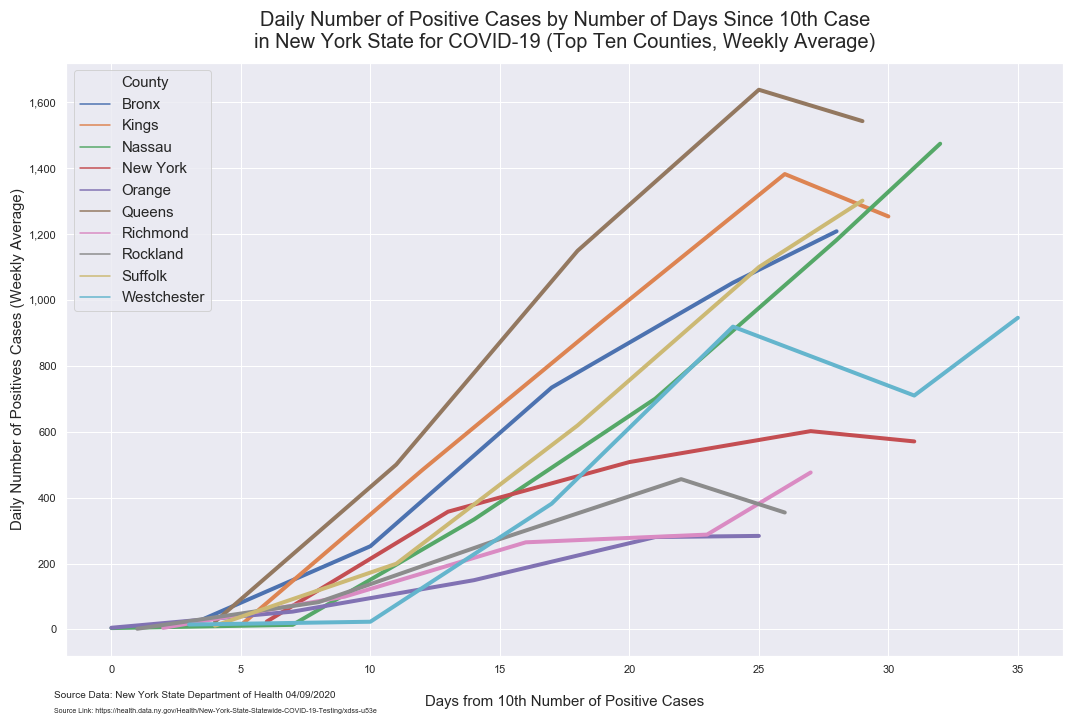 Daily Number of Positive Cases by Number of Days Since 10th Case
in New York State for COVID-19 (Top Ten Counties, Weekly Average)
Daily Number of Positives Cases (Weekly Average)
1,600
1,400
1,200
1,000
800
600
400
200
0
County
Bronx
Kings
Nassau
New York
Orange
Queens
Richmond
Rockland
Suffolk
Westchester
0 5 10 15 20 25 30 35
Days from 10th Number of Positive Cases
Source Data: New York State Department of Health 04/09/2020
Source Link: https://health.data.ny.gov/Health/New-York-State-Statewide-COVID-19-Testing/xdss-u53e